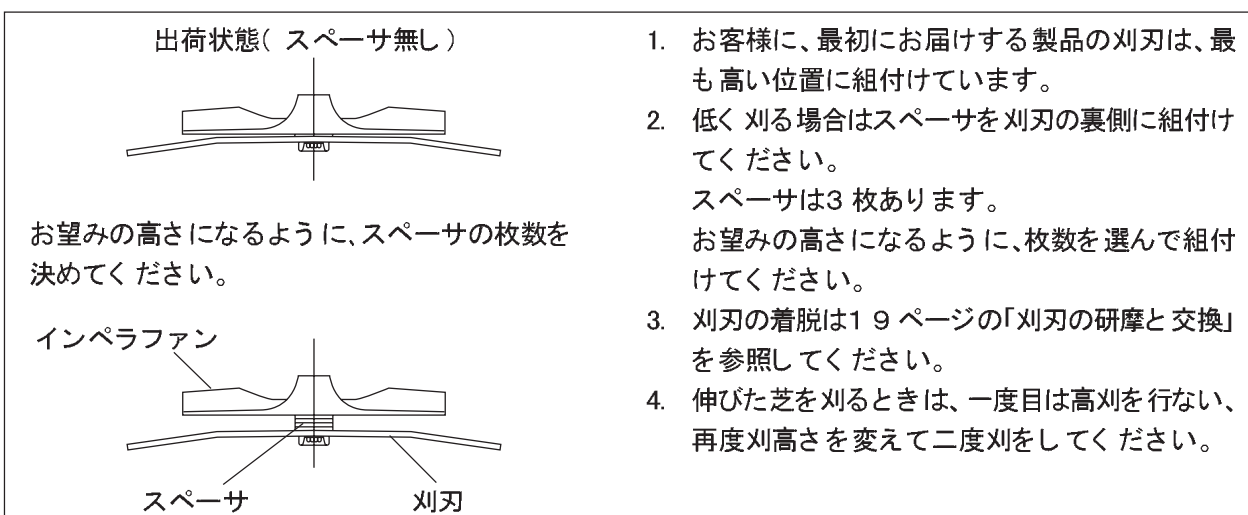 出荷状態( スペーサ無し )
お望みの高さになるように、スペーサの枚数を
決めてください。
インペラファン
スペーサ
刈刃
1. お客様に、最初にお届けする製品の刈刃は、最
も高い位置に組付けています。
2. 低く刈る場合はスペーサを刈刃の裏側に組付け
てください。
スペーサは3 枚あります。
お望みの高さになるように、枚数を選んで組付
けてください。
3. 刈刃の着脱は1 9 ページの「刈刃の研摩と交換」
を参照してください。
4. 伸びた芝を刈るときは、一度目は高刈を行ない、
再度刈高さを変えて二度刈をしてください。